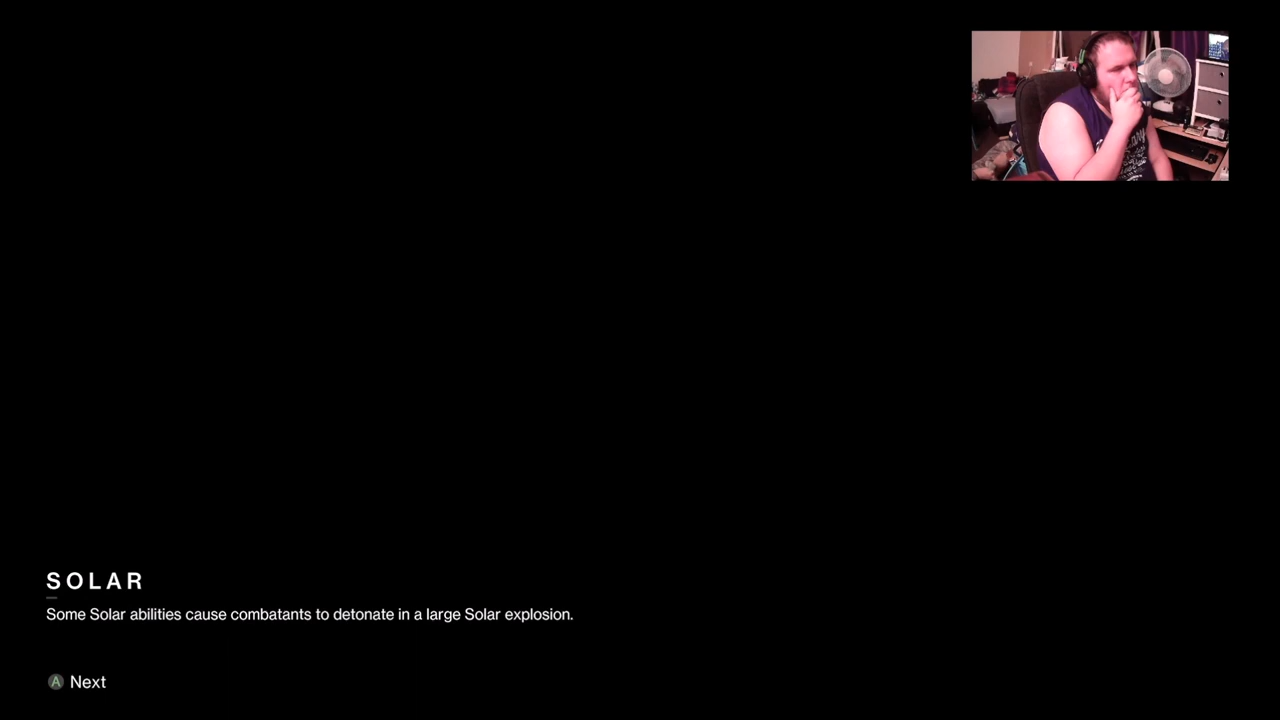 SOLAR
Some Solar abilities cause combatants to detonate in a large Solar explosion.
A Next